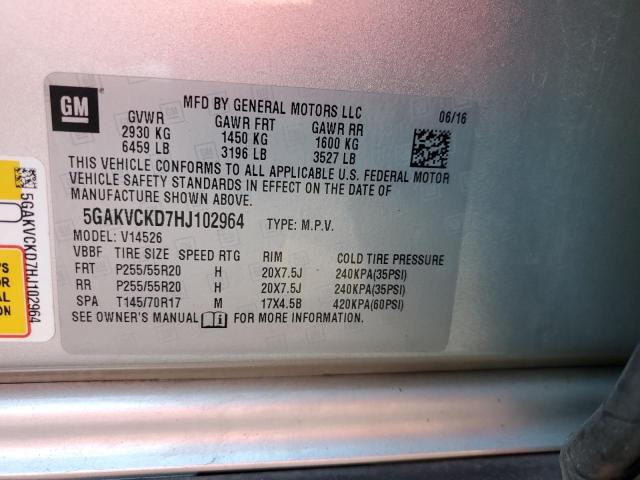 GM
MFD BY GENERAL MOTORS LLC
06/16
GVWR GAWR FRT GAWR RR
2930 KG 1450 KG 1600 KG
6459 LB 3196 LB 3527 LB
THIS VEHICLE CONFORMS TO ALL APPLICABLE U.S. FEDERAL MOTOR
VEHICLE SAFETY STANDARDS IN EFFECT ON THE DATE OF
MANUFACTURE SHOWN ABOVE.
5GAKVCKD7HJ102964 TYPE: M.P.V.
MODEL: V14526
VBBF TIRE SIZE SPEED RTG RIM COLD TIRE PRESSURE
FRT P255/55R20 H 20X7.5J 240KPA(35PSI)
RR P255/55R20 H 20X7.5J 240KPA(35PSI)
SPA T145/70R17 M 17X4.5B 420KPA(60PSI)
SEE OWNER'S MANUAL FOR MORE INFORMATION.
5GAKVCKD7HJ102964